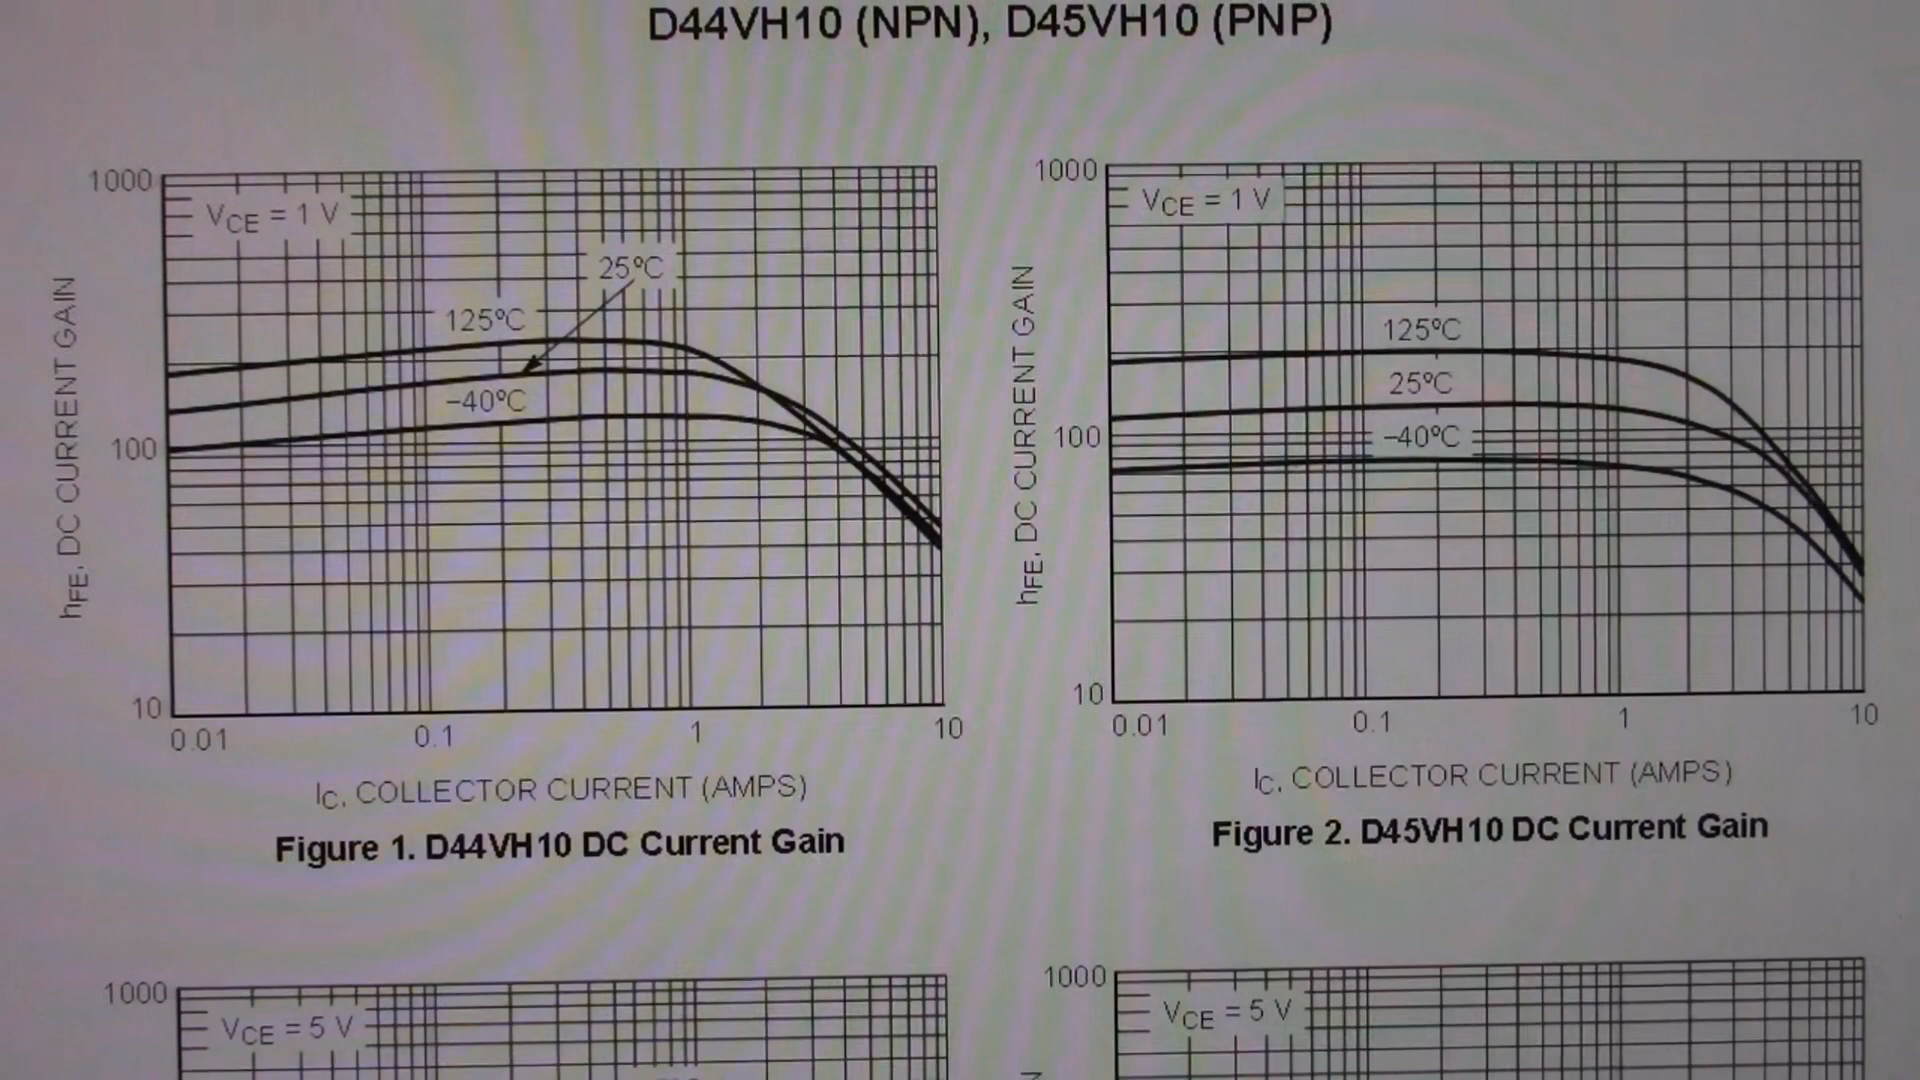 D44VH10 (NPN), D45VH10 (PNP)
1000
VCE = 1 V
25°C
125°C
–40°C
100
10
0.01 0.1 1 10
hFE, DC CURRENT GAIN
IC, COLLECTOR CURRENT (AMPS)
Figure 1. D44VH10 DC Current Gain
1000
VCE = 1 V
125°C
25°C
–40°C
100
10
0.01 0.1 1 10
hFE, DC CURRENT GAIN
IC, COLLECTOR CURRENT (AMPS)
Figure 2. D45VH10 DC Current Gain
1000
VCE = 5 V
1000
VCE = 5 V